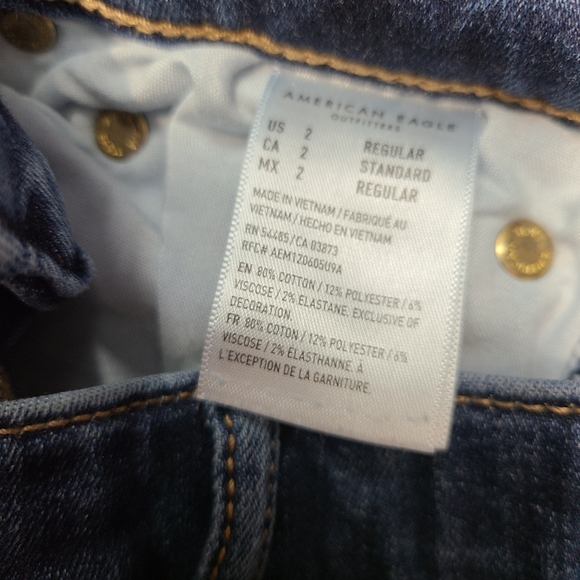 AMERICAN EAGLE
OUTFITTERS
US 2 REGULAR
CA 2 STANDARD
MX 2 REGULAR
MADE IN VIETNAM / FABRIQUÉ AU
VIETNAM / HECHO EN VIETNAM
RN 54485 / CA 03873
RFC# AEM120605U9A
EN 80% COTTON / 12% POLYESTER / 6%
VISCOSE / 2% ELASTANE. EXCLUSIVE OF
DECORATION.
FR 80% COTON / 12% POLYESTER / 6%
VISCOSE / 2% ÉLASTHANNE. À
L'EXCEPTION DE LA GARNITURE.